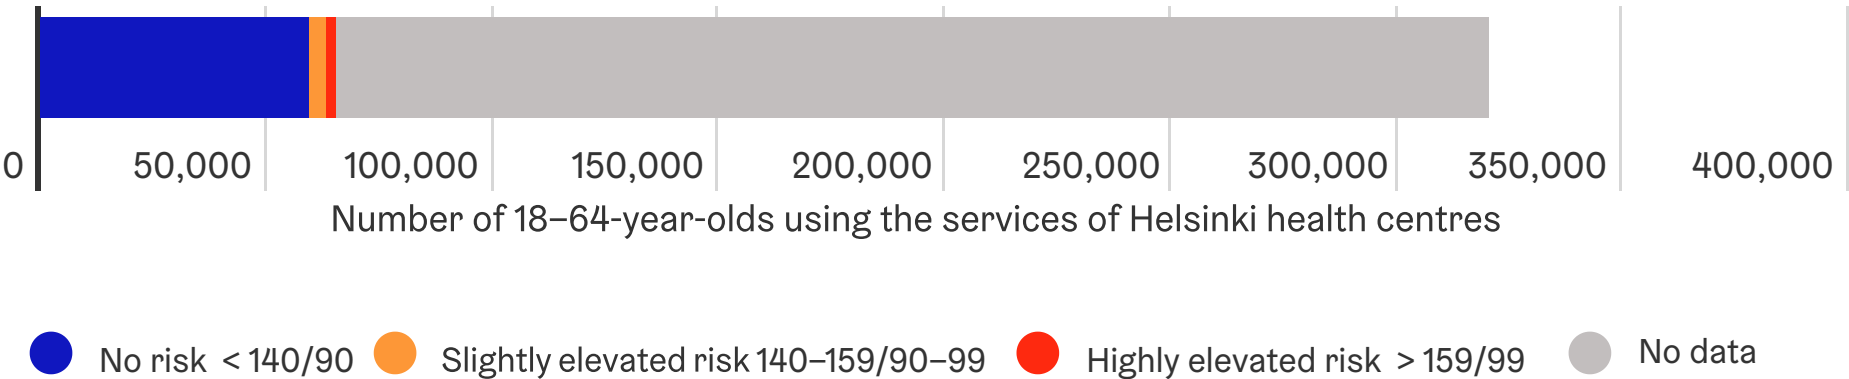 0 50,000 100,000 150,000 200,000 250,000 300,000 350,000 400,000
Number of 18–64-year-olds using the services of Helsinki health centres
No risk < 140/90 Slightly elevated risk 140–159/90–99 Highly elevated risk > 159/99 No data